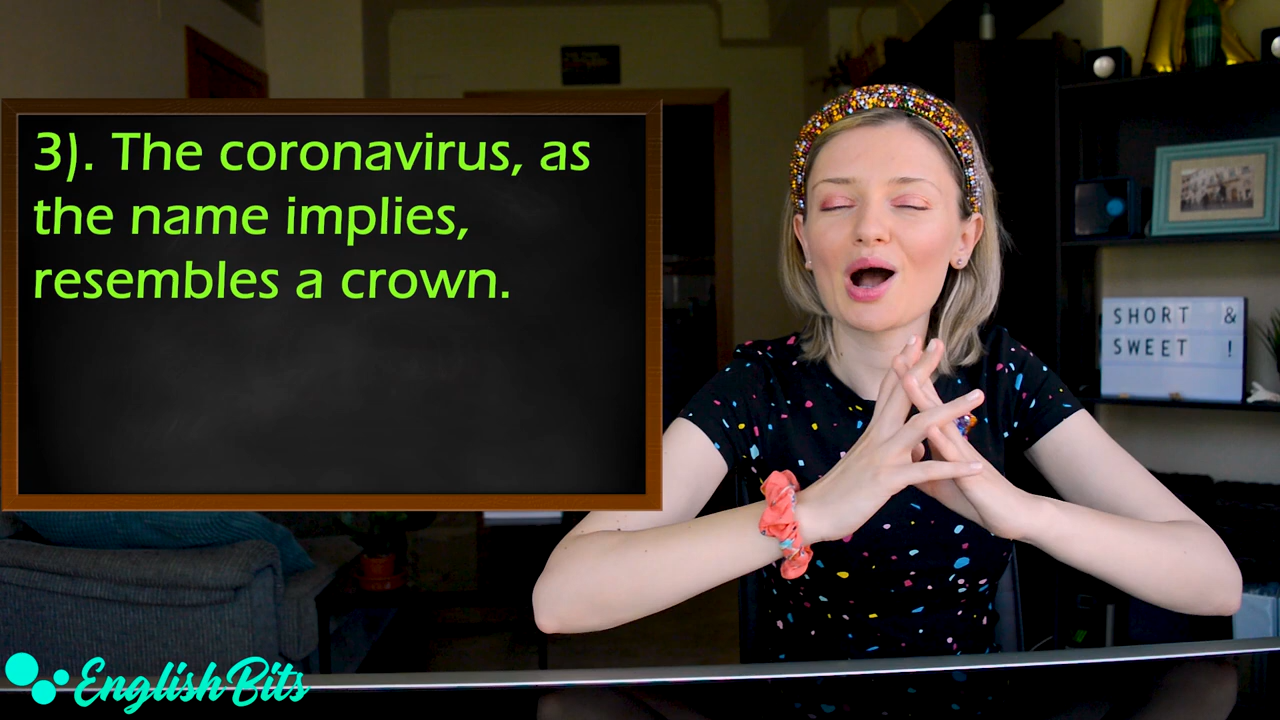 3). The coronavirus, as
the name implies,
resembles a crown.
SHORT &
SWEET !
EnglishBits